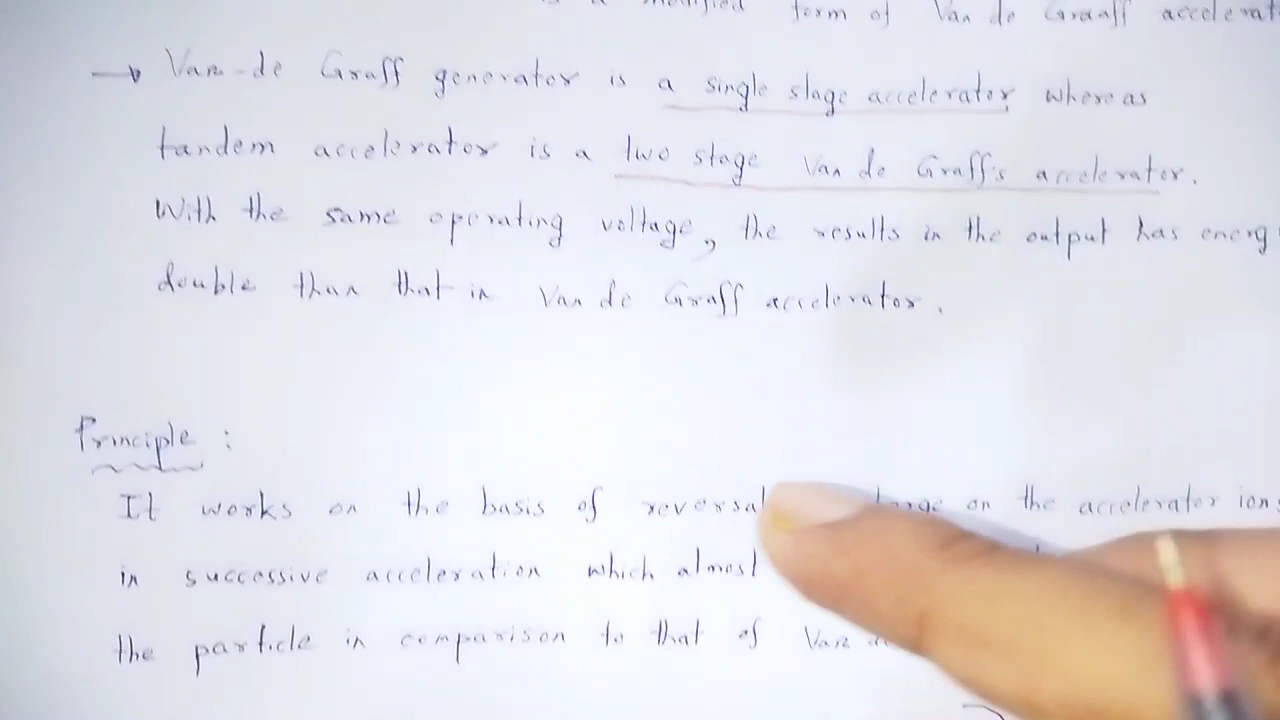 is a modified form of Van de Graaff accelerat
→ Van-de Graff generator is a single stage accelerator whereas
tandem accelerator is a two stage Van de Graff's accelerator.
With the same operating voltage, the results in the output has energ
double than that in Van de Graff accelerator.
Principle :
It works on the basis of reversal on the accelerator ions
in successive acceleration which almost
the particle in comparison to that of Van